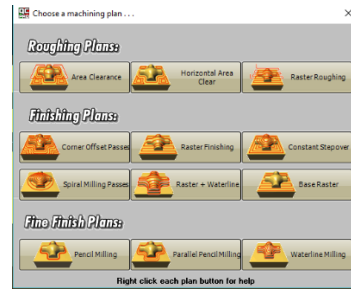 Choose a machining plan . . .
Roughing Plans:
Area Clearance
Horizontal Area
Clear
Raster Roughing
Finishing Plans:
Corner Offset Passes
Raster Finishing
Constant Stepover
Spiral Milling Passes
Raster + Waterline
Base Raster
Fine Finish Plans:
Pencil Milling
Parallel Pencil Milling
Waterline Milling
Right click each plan button for help